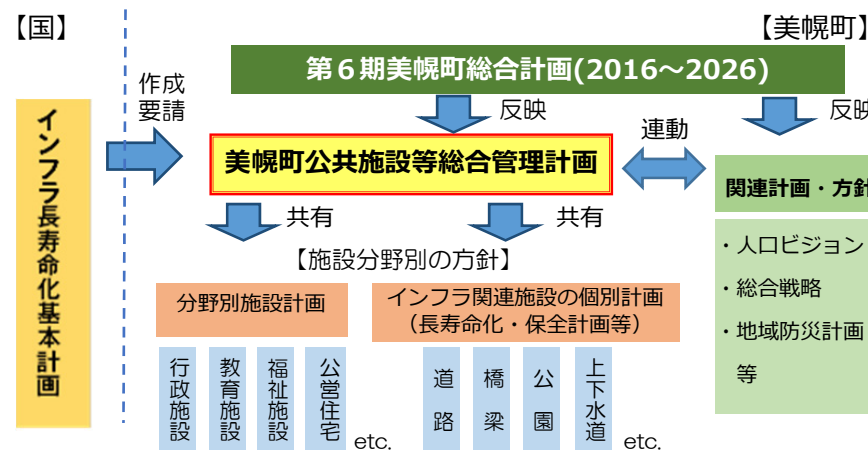 【国】
【美幌町】
第６期美幌町総合計画(2016～2026)
作成
要請
反映
反映
連動
インフラ長寿命化基本計画
美幌町公共施設等総合管理計画
関連計画・方針
共有
共有
・人口ビジョン
・総合戦略
・地域防災計画
等
【施設分野別の方針】
分野別施設計画
インフラ関連施設の個別計画
（長寿命化・保全計画等）
行政施設
教育施設
福祉施設
公営住宅
etc.
道路
橋梁
公園
上下水道
etc.